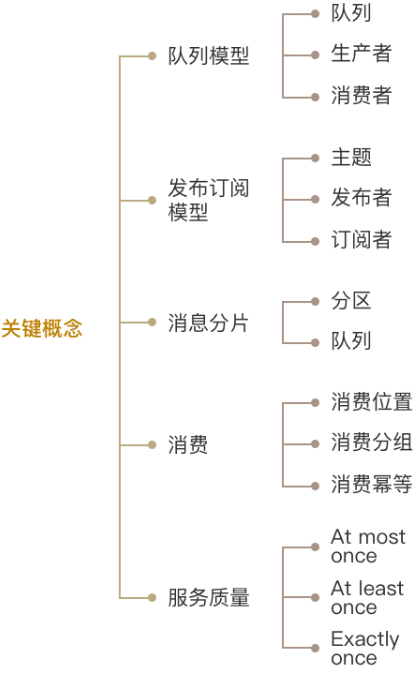 关键概念
队列模型
队列
生产者
消费者
发布订阅
模型
主题
发布者
订阅者
消息分片
分区
队列
消费
消费位置
消费分组
消费幂等
服务质量
At most
once
At least
once
Exactly
once